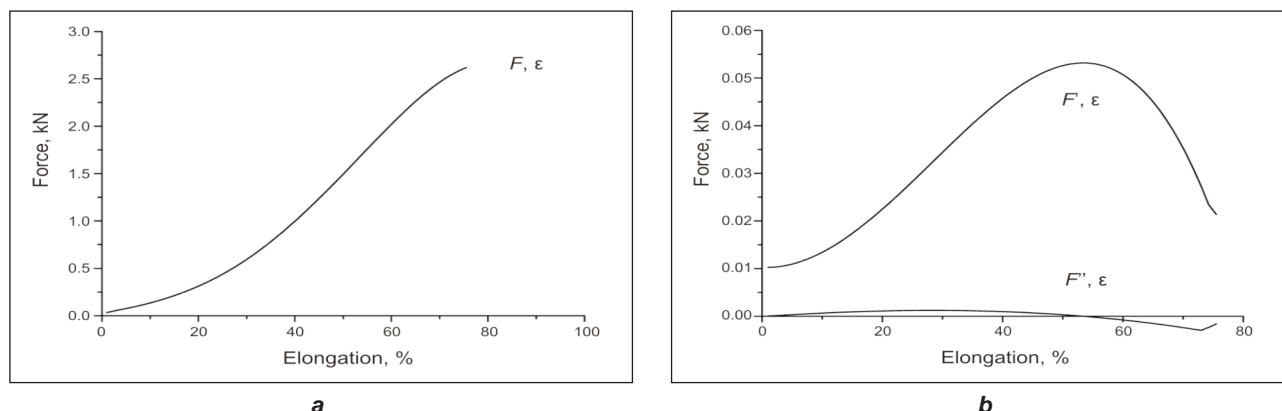 3.0
2.5
2.0
1.5
1.0
0.5
0.0
Force, kN
F, ε
0 20 40 60 80 100
Elongation, %
a
0.06
0.05
0.04
0.03
0.02
0.01
0.00
Force, kN
F', ε
F'', ε
0 20 40 60 80
Elongation, %
b